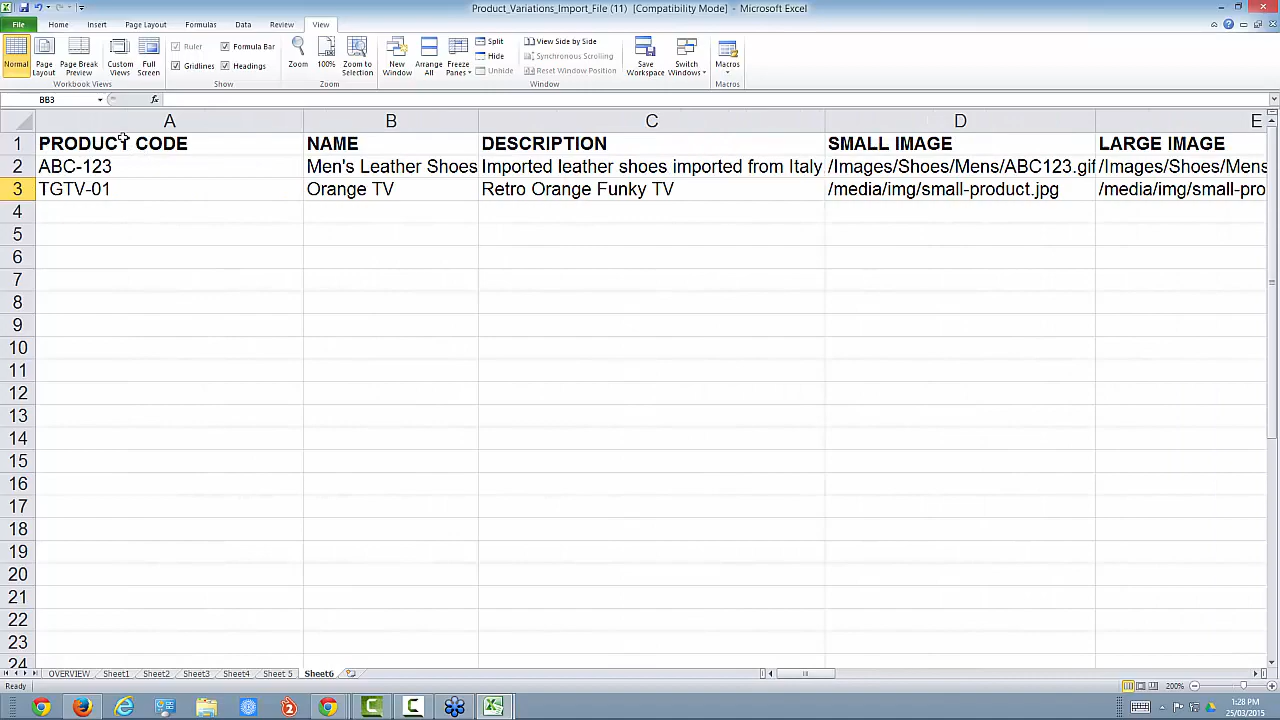 Product_Variations_Import_File (11) [Compatibility Mode] - Microsoft Excel
File Home Insert Page Layout Formulas Data Review View
Normal Page Layout Page Break Preview Custom Views Full Screen
Workbook Views
Ruler Formula Bar
Gridlines Headings
Show
Zoom 100% Zoom to Selection
Zoom
New Window Arrange All Freeze Panes
Split
Hide
Unhide
View Side by Side
Synchronous Scrolling
Reset Window Position
Save Workspace Switch Windows
Window
Macros
Macros
BB3 fx
A B C D E
1 PRODUCT CODE NAME DESCRIPTION SMALL IMAGE LARGE IMAGE
2 ABC-123 Men's Leather Shoes Imported leather shoes imported from Italy /Images/Shoes/Mens/ABC123.gif /Images/Shoes/Mens
3 TGTV-01 Orange TV Retro Orange Funky TV /media/img/small-product.jpg /media/img/small-pro
4
5
6
7
8
9
10
11
12
13
14
15
16
17
18
19
20
21
22
23
24
OVERVIEW Sheet1 Sheet2 Sheet3 Sheet4 Sheet 5 Sheet6
Ready 200%
1:28 PM
25/03/2015